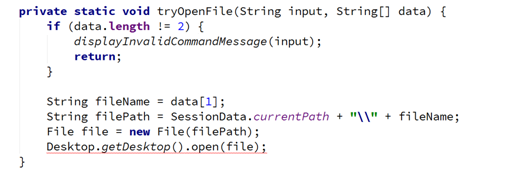 private static void tryOpenFile(String input, String[] data) {
    if (data.length != 2) {
        displayInvalidCommandMessage(input);
        return;
    }

    String fileName = data[1];
    String filePath = SessionData.currentPath + "\\" + fileName;
    File file = new File(filePath);
    Desktop.getDesktop().open(file);
}